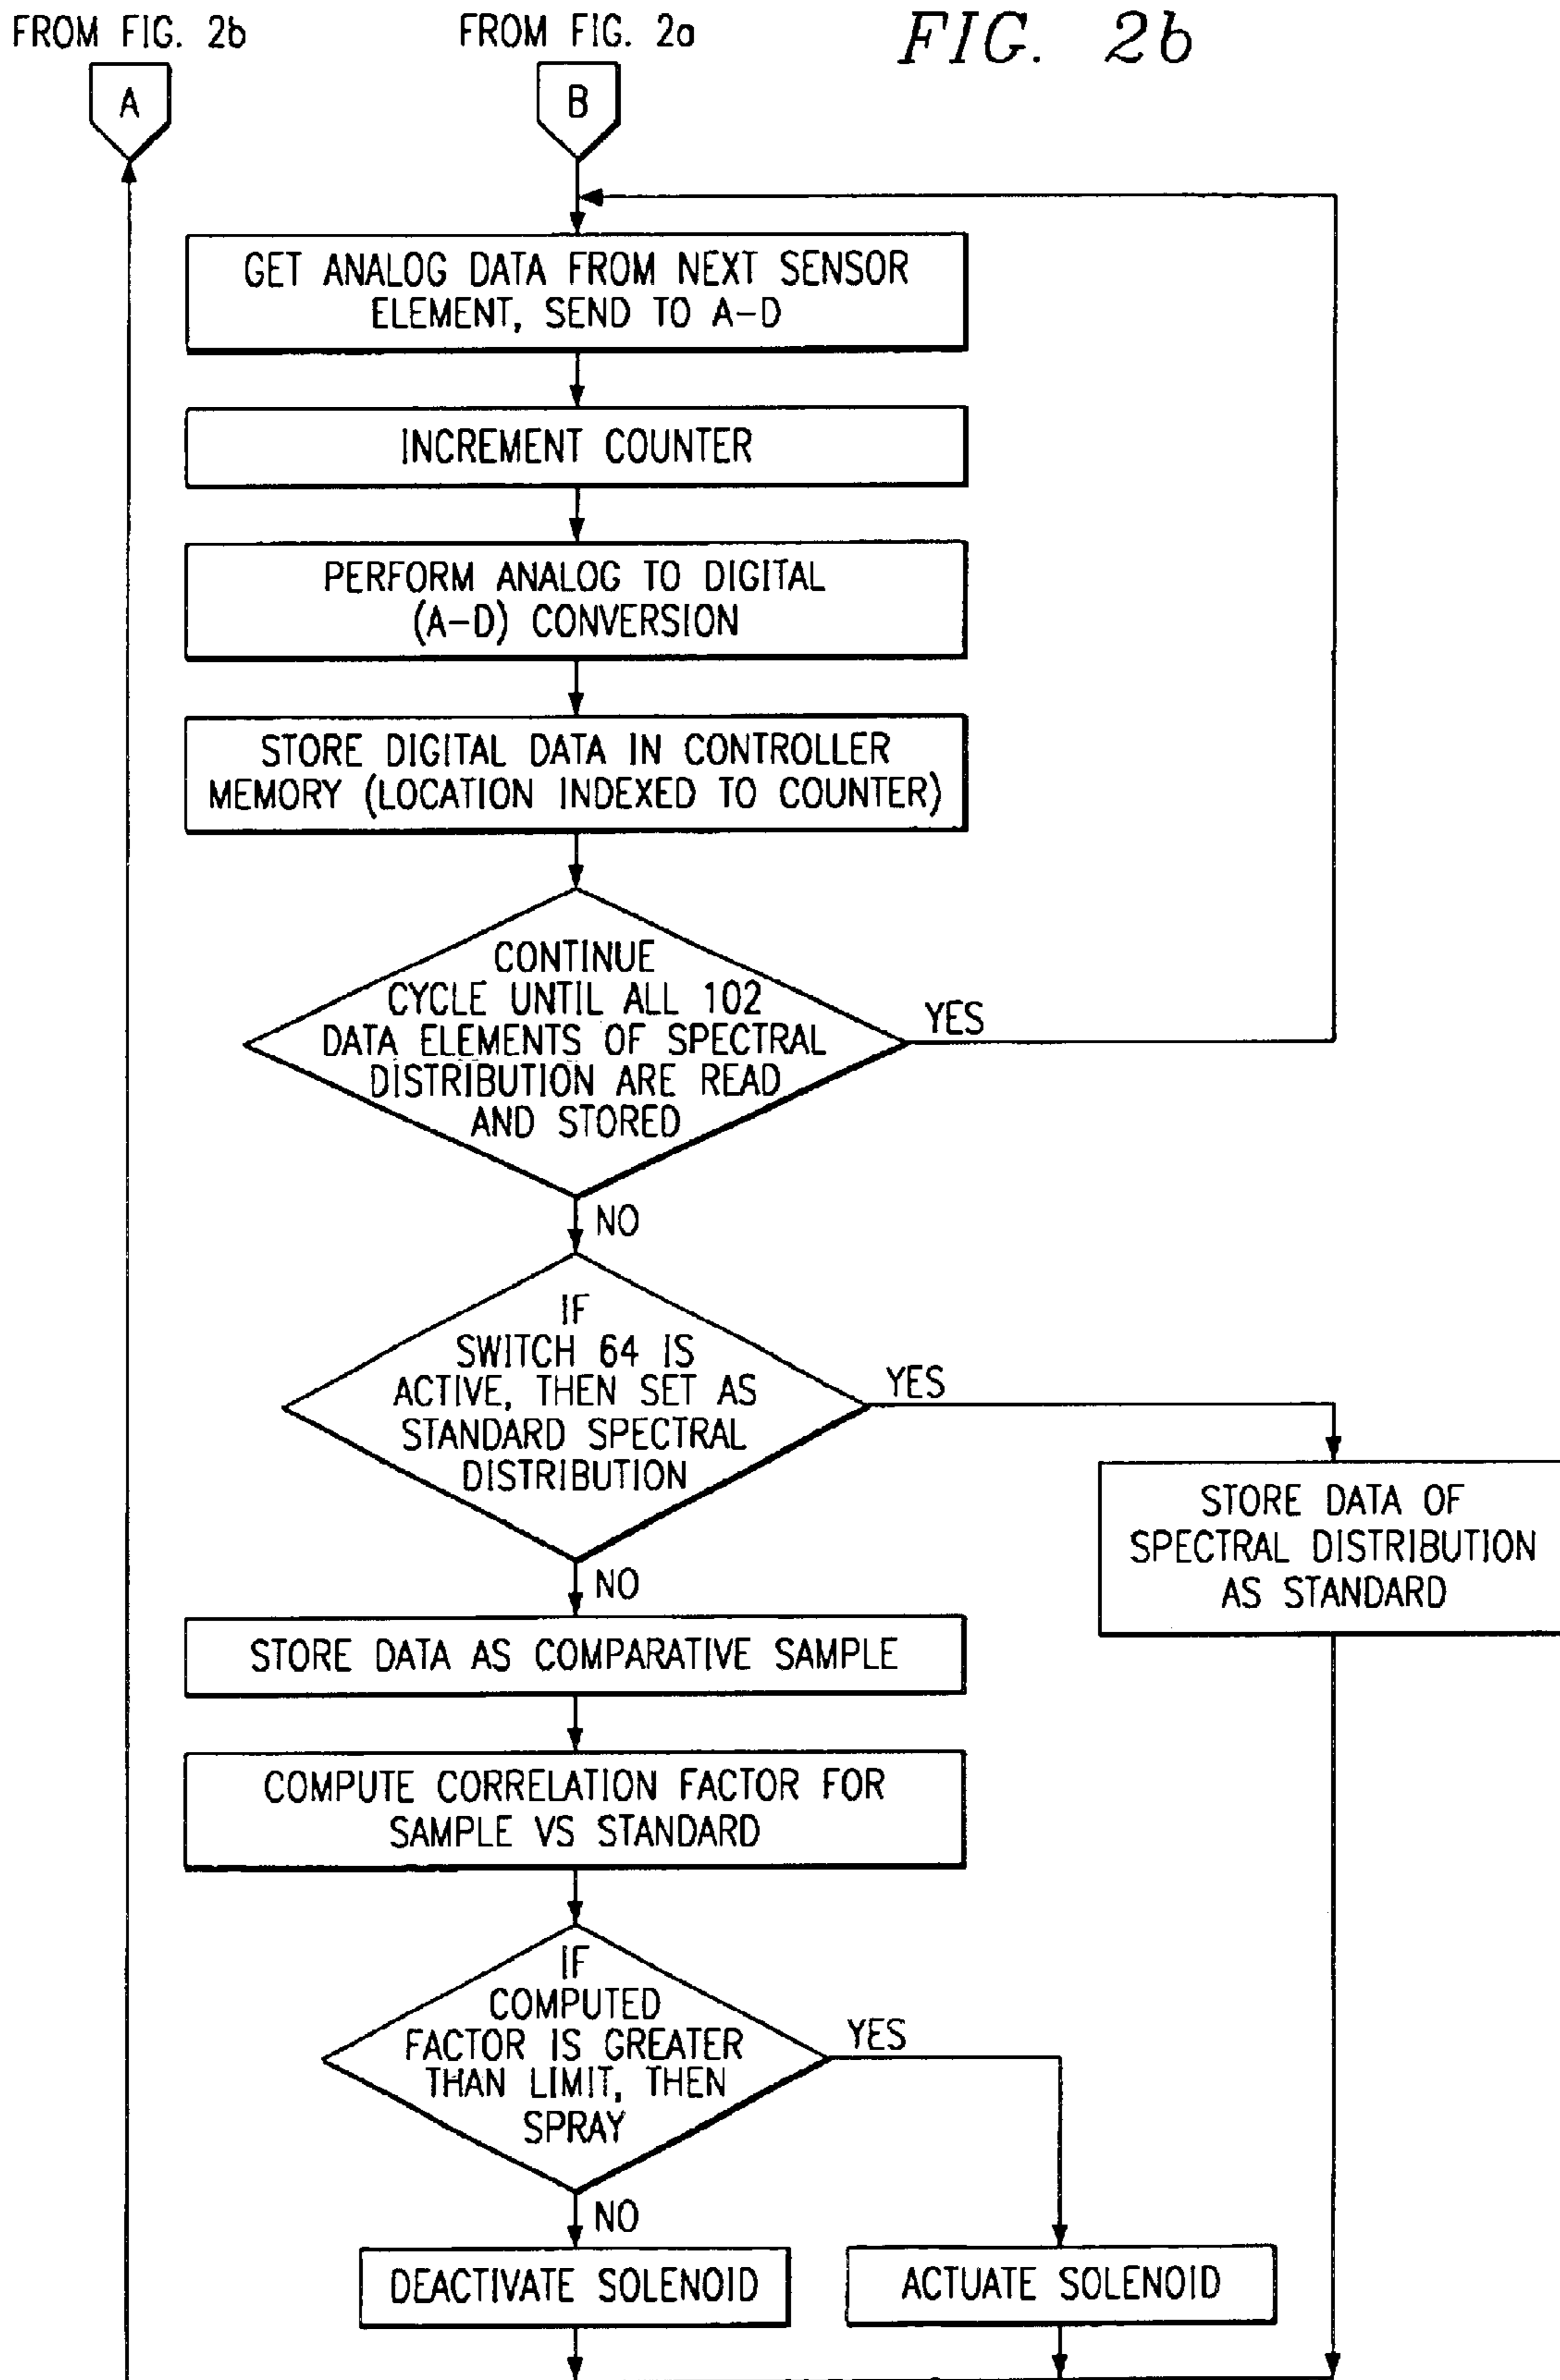 FROM FIG. 2b
FROM FIG. 2a
FIG. 2b
A
B
GET ANALOG DATA FROM NEXT SENSOR
ELEMENT, SEND TO A-D
INCREMENT COUNTER
PERFORM ANALOG TO DIGITAL
(A-D) CONVERSION
STORE DIGITAL DATA IN CONTROLLER
MEMORY (LOCATION INDEXED TO COUNTER)
CONTINUE
CYCLE UNTIL ALL 102
DATA ELEMENTS OF SPECTRAL
DISTRIBUTION ARE READ
AND STORED
YES
NO
IF
SWITCH 64 IS
ACTIVE, THEN SET AS
STANDARD SPECTRAL
DISTRIBUTION
YES
STORE DATA OF
SPECTRAL DISTRIBUTION
AS STANDARD
NO
STORE DATA AS COMPARATIVE SAMPLE
COMPUTE CORRELATION FACTOR FOR
SAMPLE VS STANDARD
IF
COMPUTED
FACTOR IS GREATER
THAN LIMIT, THEN
SPRAY
YES
NO
DEACTIVATE SOLENOID
ACTUATE SOLENOID